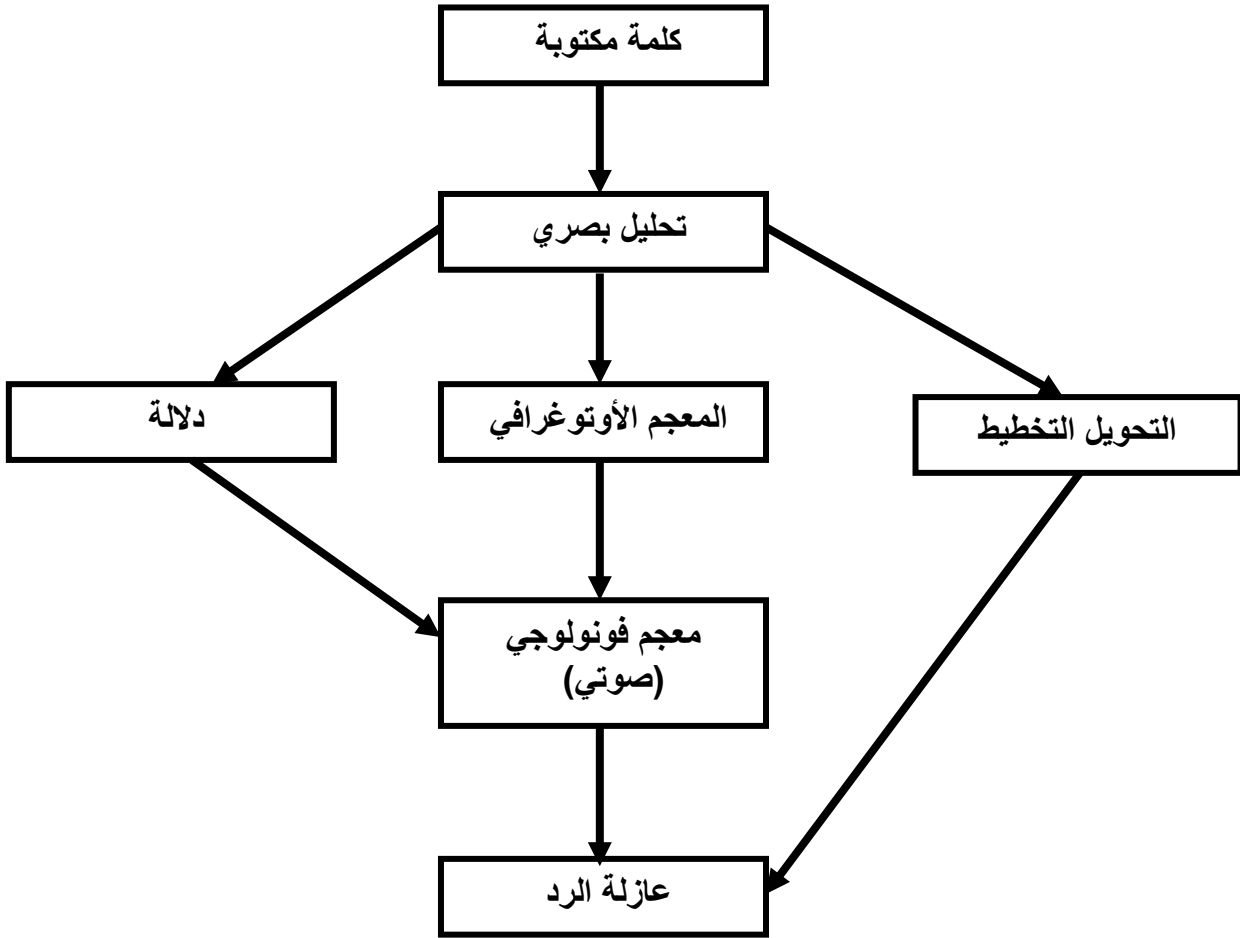 كلمة مكتوبة
تحليل بصري
دلالة
المعجم الأوتوغرافي
التحويل التخطيط
معجم فونولوجي
(صوتي)
عازلة الرد